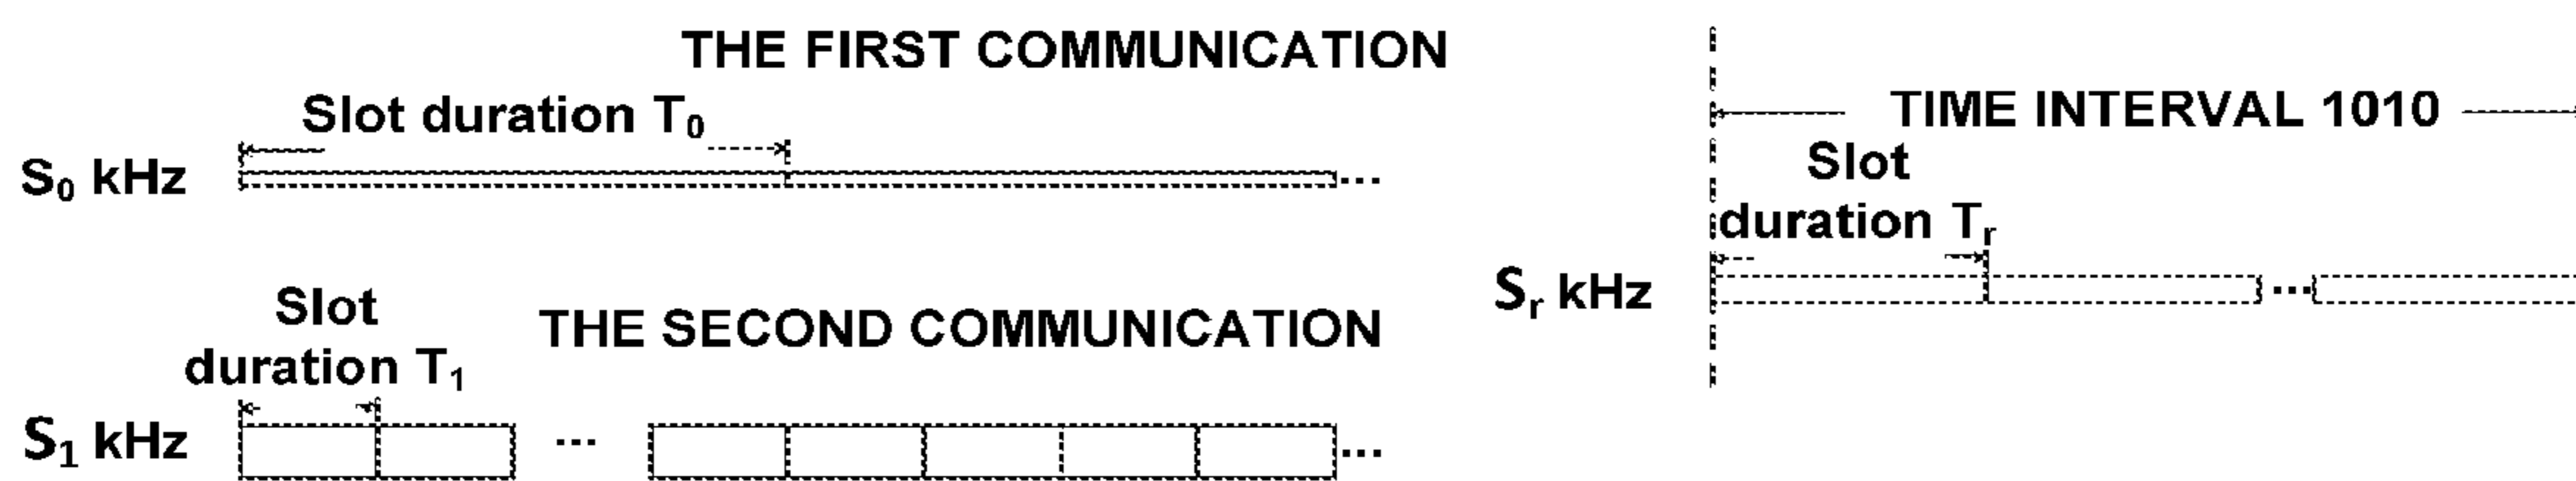 THE FIRST COMMUNICATION
Slot duration T₀
S₀ kHz
Slot
duration T₁
THE SECOND COMMUNICATION
S₁ kHz
...
...
...
TIME INTERVAL 1010
Slot
duration Tᵣ
Sᵣ kHz
...